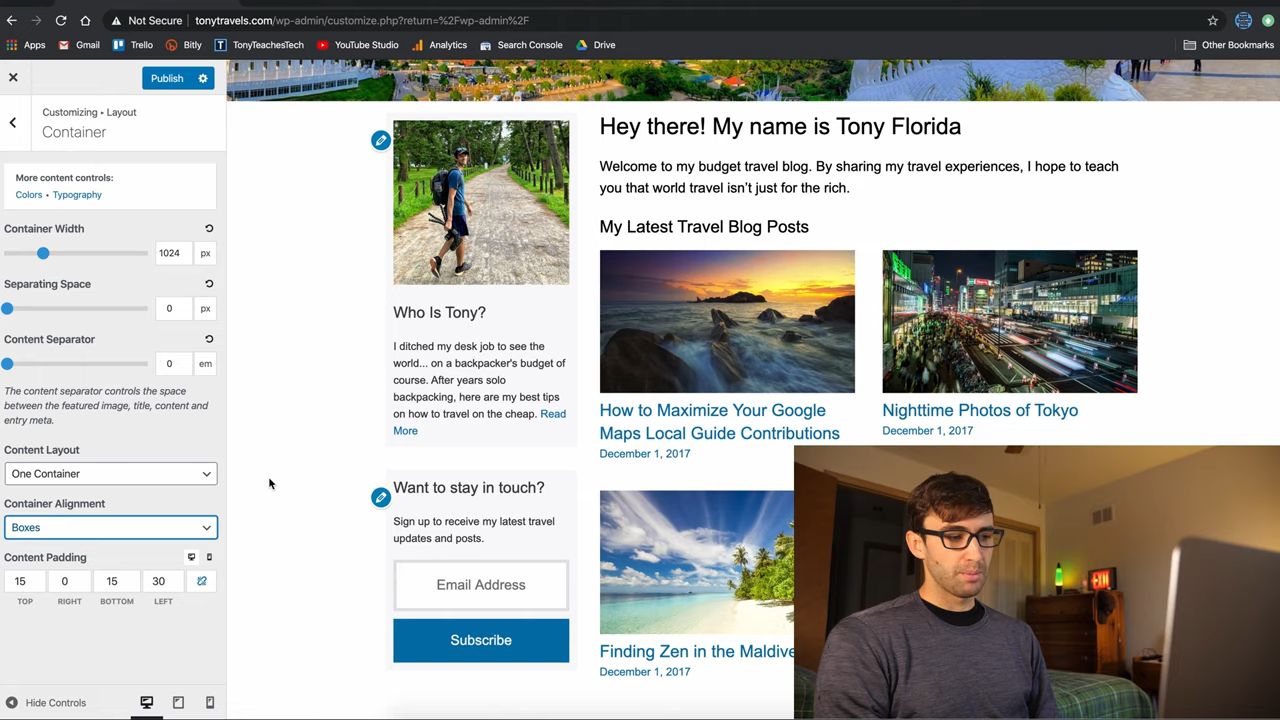 Not Secure
tonytravels.com/wp-admin/customize.php?return=%2Fwp-admin%2F
Apps
Gmail
Trello
Bitly
T TonyTeachesTech
YouTube Studio
Analytics
Search Console
Drive
Other Bookmarks
Publish
Customizing ▸ Layout
Container
More content controls:
Colors • Typography
Container Width
1024 px
Separating Space
0 px
Content Separator
0 em
The content separator controls the space
between the featured image, title, content and
entry meta.
Content Layout
One Container
Container Alignment
Boxes
Content Padding
15 0 15 30
TOP RIGHT BOTTOM LEFT
Hide Controls
Who Is Tony?
I ditched my desk job to see the
world... on a backpacker's budget of
course. After years solo
backpacking, here are my best tips
on how to travel on the cheap. Read
More
Want to stay in touch?
Sign up to receive my latest travel
updates and posts.
Email Address
Subscribe
Hey there! My name is Tony Florida
Welcome to my budget travel blog. By sharing my travel experiences, I hope to teach
you that world travel isn’t just for the rich.
My Latest Travel Blog Posts
How to Maximize Your Google
Maps Local Guide Contributions
December 1, 2017
Nighttime Photos of Tokyo
December 1, 2017
Finding Zen in the Maldive
December 1, 2017